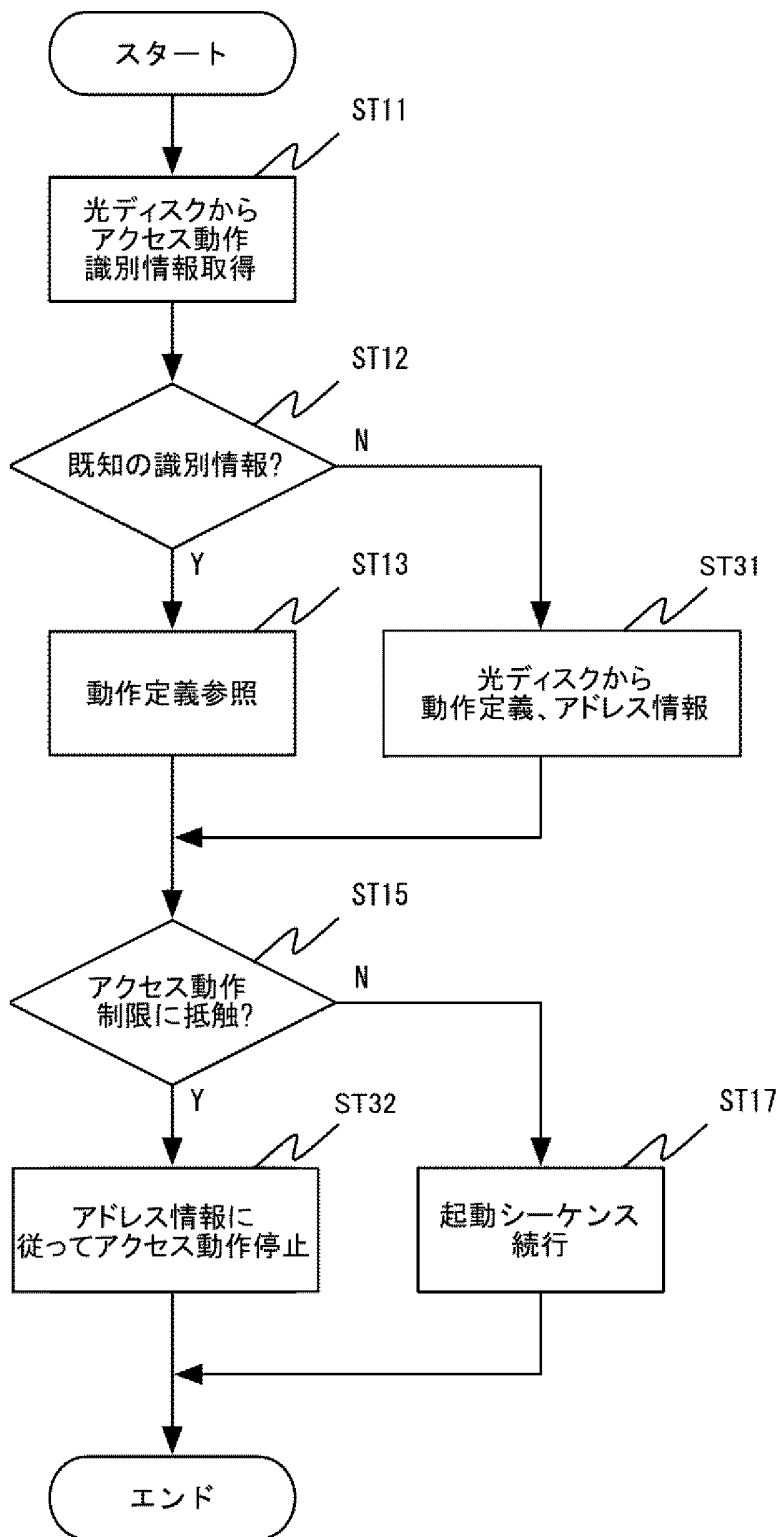 スタート
ST11
光ディスクから
アクセス動作
識別情報取得
ST12
既知の識別情報?
N
Y
ST13
動作定義参照
ST31
光ディスクから
動作定義、アドレス情報
ST15
アクセス動作
制限に抵触?
N
Y
ST32
アドレス情報に
従ってアクセス動作停止
ST17
起動シーケンス
続行
エンド